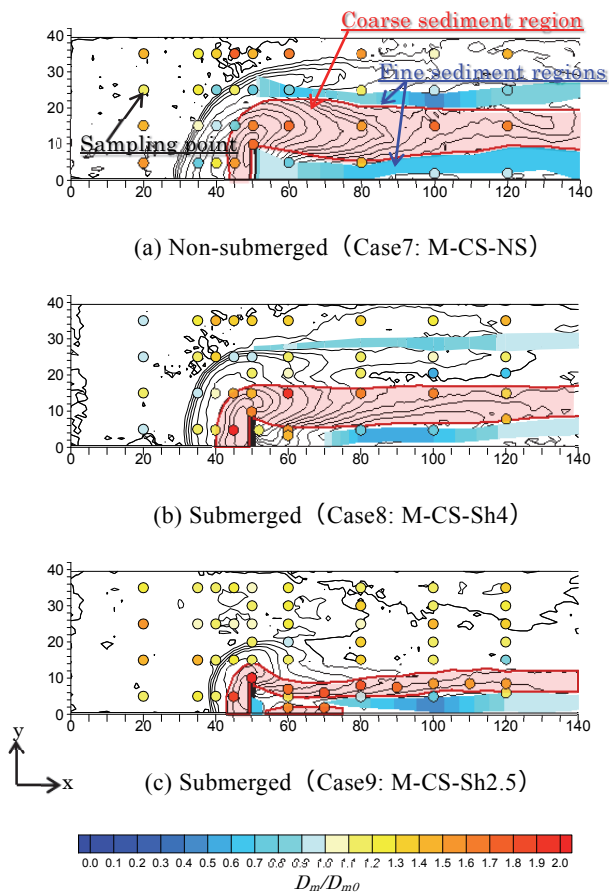 Coarse sediment region
Fine sediment regions
Sampling point
40
30
20
10
0
0 20 40 60 80 100 120 140
(a) Non-submerged（Case7: M-CS-NS）
40
30
20
10
0
0 20 40 60 80 100 120 140
(b) Submerged（Case8: M-CS-Sh4）
40
30
20
10
0
0 20 40 60 80 100 120 140
y
x
(c) Submerged（Case9: M-CS-Sh2.5）
0.0 0.1 0.2 0.3 0.4 0.5 0.6 0.7 0.8 0.9 1.0 1.1 1.2 1.3 1.4 1.5 1.6 1.7 1.8 1.9 2.0
Dm/Dm0